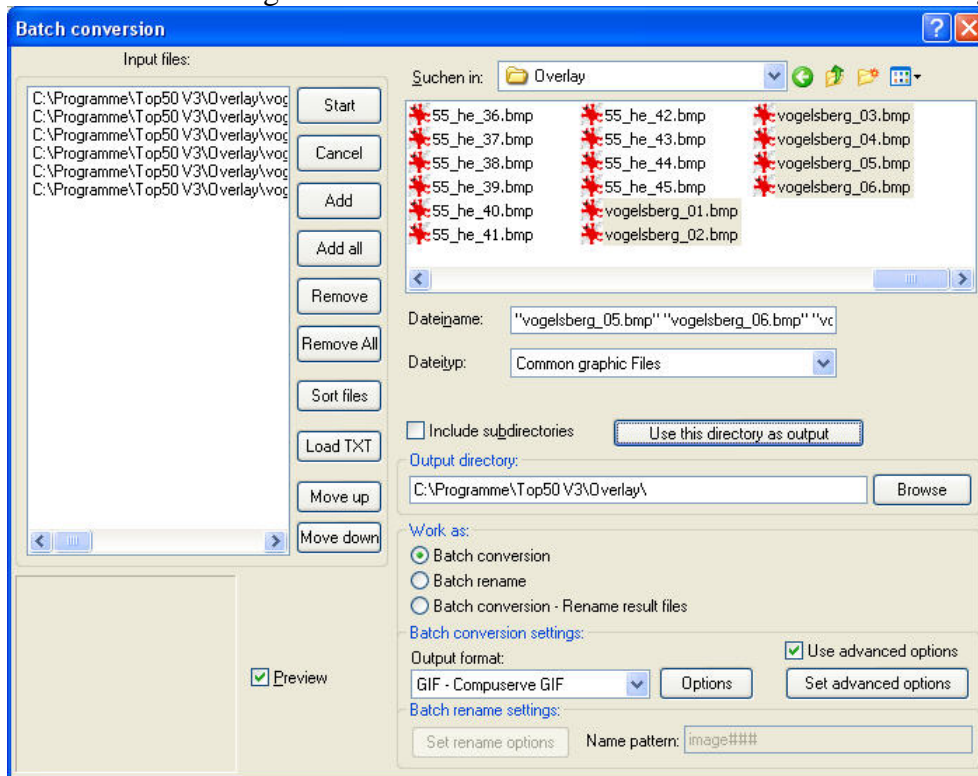 Batch conversion
Input files:
C:\Programme\Top50 V3\Overlay\vog
C:\Programme\Top50 V3\Overlay\vog
C:\Programme\Top50 V3\Overlay\vog
C:\Programme\Top50 V3\Overlay\vog
C:\Programme\Top50 V3\Overlay\vog
C:\Programme\Top50 V3\Overlay\vog
Start
Cancel
Add
Add all
Remove
Remove All
Sort files
Load TXT
Move up
Move down
Preview
Suchen in: Overlay
55_he_36.bmp 55_he_42.bmp vogelsberg_03.bmp
55_he_37.bmp 55_he_43.bmp vogelsberg_04.bmp
55_he_38.bmp 55_he_44.bmp vogelsberg_05.bmp
55_he_39.bmp 55_he_45.bmp vogelsberg_06.bmp
55_he_40.bmp vogelsberg_01.bmp
55_he_41.bmp vogelsberg_02.bmp
Dateiname: "vogelsberg_05.bmp" "vogelsberg_06.bmp" "vc
Dateityp: Common graphic Files
Include subdirectories Use this directory as output
Output directory:
C:\Programme\Top50 V3\Overlay\ Browse
Work as:
Batch conversion
Batch rename
Batch conversion - Rename result files
Batch conversion settings:
Use advanced options
Output format:
GIF - Compuserve GIF Options Set advanced options
Batch rename settings:
Set rename options Name pattern: image###